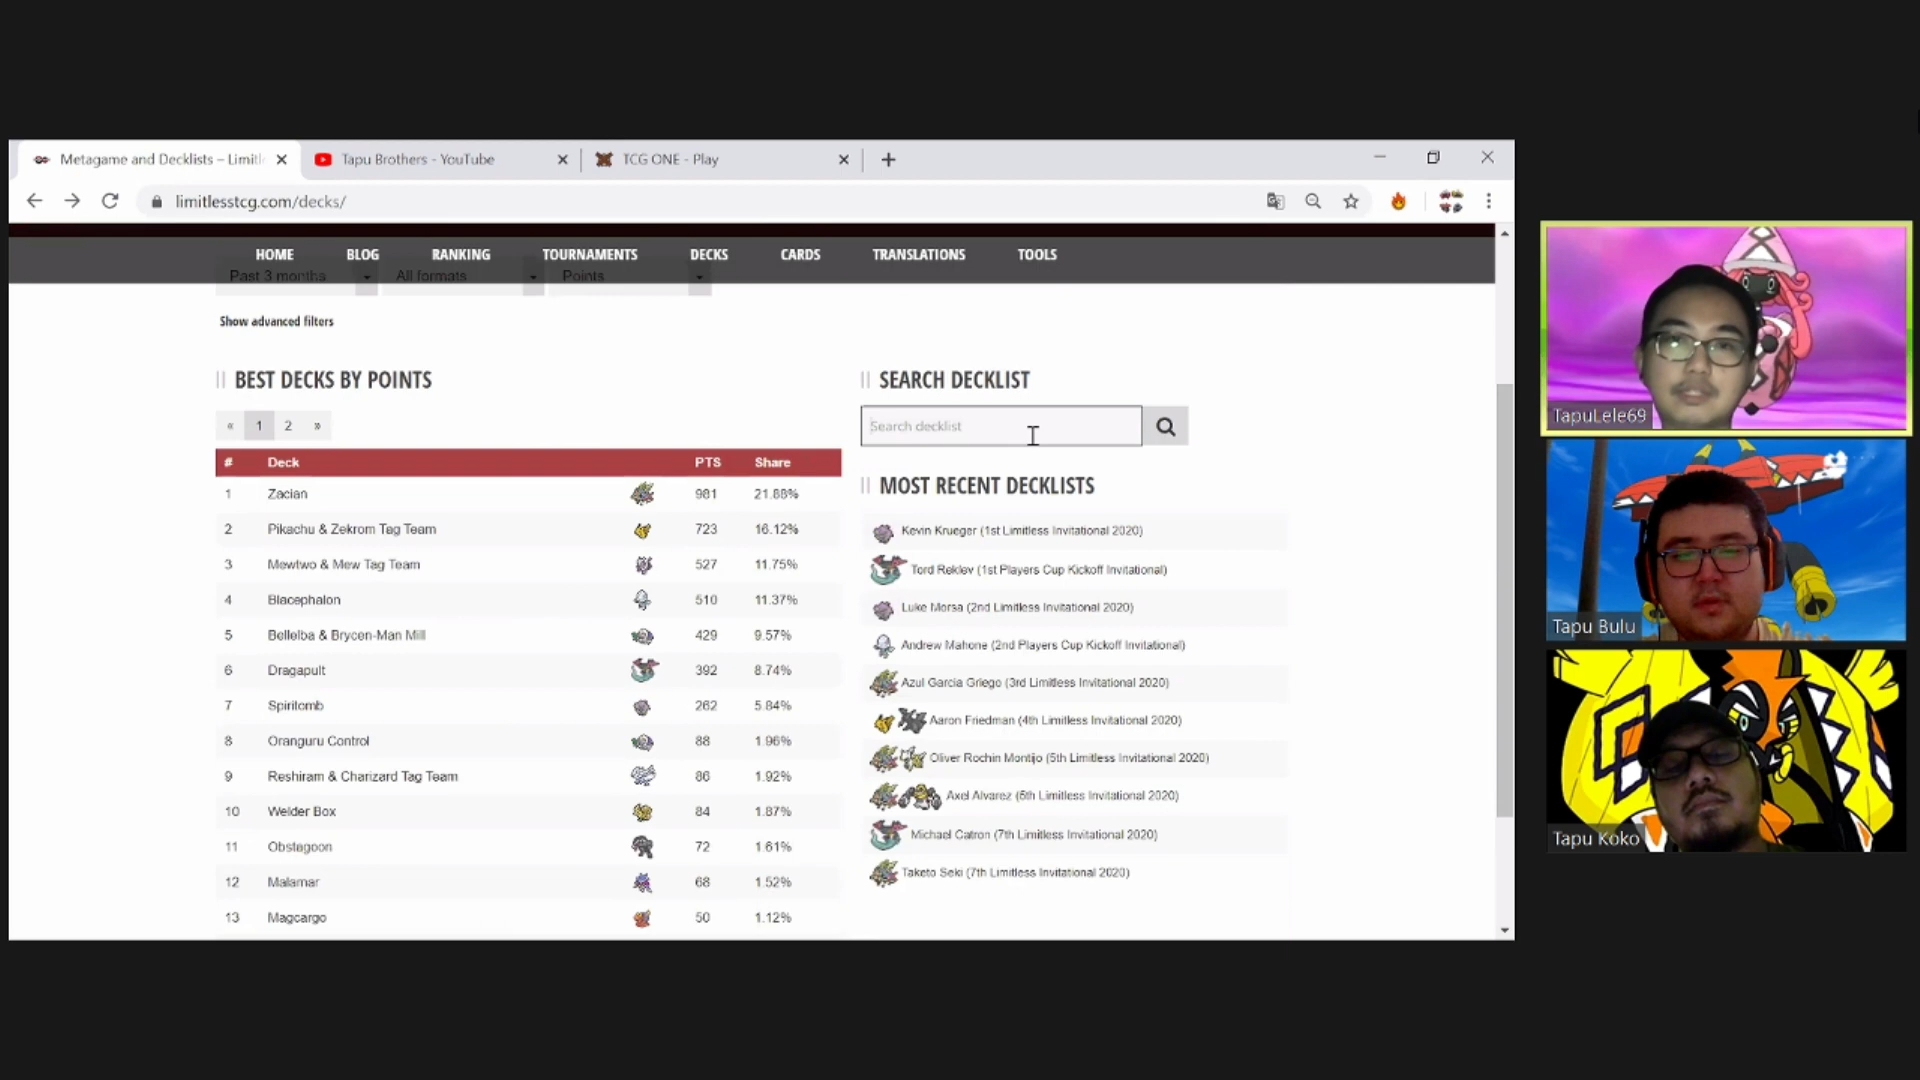 Metagame and Decklists – Limitl
Tapu Brothers - YouTube
TCG ONE - Play
limitlesstcg.com/decks/
HOME BLOG RANKING TOURNAMENTS DECKS CARDS TRANSLATIONS TOOLS
Past 3 months All formats Points
Show advanced filters
BEST DECKS BY POINTS
« 1 2 »
# Deck PTS Share
1 Zacian 981 21.88%
2 Pikachu & Zekrom Tag Team 723 16.12%
3 Mewtwo & Mew Tag Team 527 11.75%
4 Blacephalon 510 11.37%
5 Bellelba & Brycen-Man Mill 429 9.57%
6 Dragapult 392 8.74%
7 Spiritomb 262 5.84%
8 Oranguru Control 88 1.96%
9 Reshiram & Charizard Tag Team 86 1.92%
10 Welder Box 84 1.87%
11 Obstagoon 72 1.61%
12 Malamar 68 1.52%
13 Magcargo 50 1.12%
SEARCH DECKLIST
Search decklist
MOST RECENT DECKLISTS
Kevin Krueger (1st Limitless Invitational 2020)
Tord Reklev (1st Players Cup Kickoff Invitational)
Luke Morsa (2nd Limitless Invitational 2020)
Andrew Mahone (2nd Players Cup Kickoff Invitational)
Azul Garcia Griego (3rd Limitless Invitational 2020)
Aaron Friedman (4th Limitless Invitational 2020)
Oliver Rochin Montijo (5th Limitless Invitational 2020)
Axel Alvarez (6th Limitless Invitational 2020)
Michael Catron (7th Limitless Invitational 2020)
Taketo Seki (7th Limitless Invitational 2020)
TapuLele69
Tapu Bulu
Tapu Koko